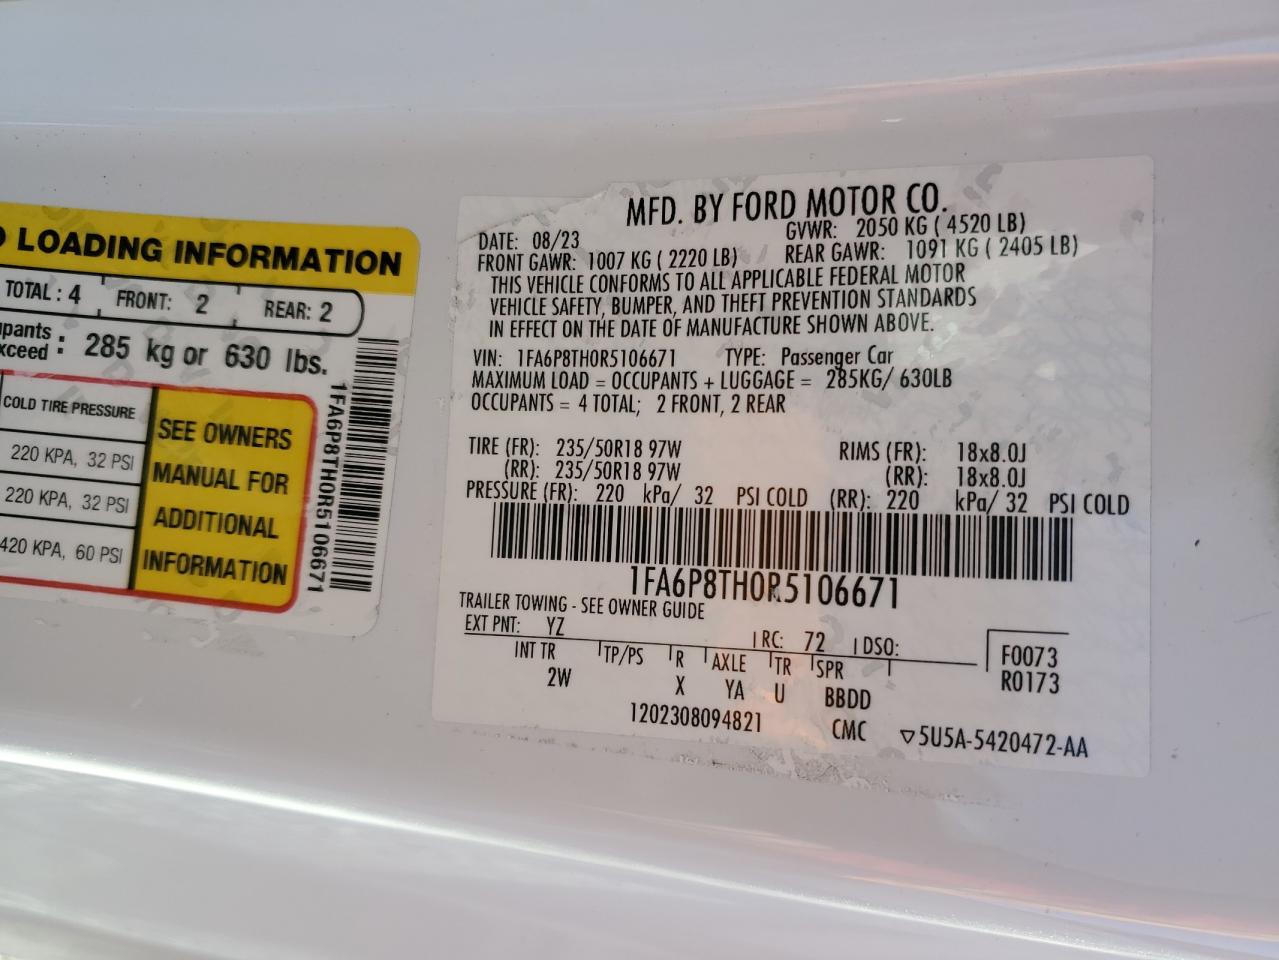 LOADING INFORMATION
TOTAL: 4 FRONT: 2 REAR: 2
285 kg or 630 lbs.
COLD TIRE PRESSURE
220 KPA, 32 PSI
220 KPA, 32 PSI
420 KPA, 60 PSI
SEE OWNERS
MANUAL FOR
ADDITIONAL
INFORMATION
1FA6P8TH0R5106671
MFD. BY FORD MOTOR CO.
DATE: 08/23 GVWR: 2050 KG ( 4520 LB)
FRONT GAWR: 1007 KG ( 2220 LB) REAR GAWR: 1091 KG ( 2405 LB)
THIS VEHICLE CONFORMS TO ALL APPLICABLE FEDERAL MOTOR
VEHICLE SAFETY, BUMPER, AND THEFT PREVENTION STANDARDS
IN EFFECT ON THE DATE OF MANUFACTURE SHOWN ABOVE.
VIN: 1FA6P8TH0R5106671 TYPE: Passenger Car
MAXIMUM LOAD = OCCUPANTS + LUGGAGE = 285KG/ 630LB
OCCUPANTS = 4 TOTAL; 2 FRONT, 2 REAR
TIRE (FR): 235/50R18 97W RIMS (FR): 18x8.0J
(RR): 235/50R18 97W (RR): 18x8.0J
PRESSURE (FR): 220 kPa/ 32 PSI COLD (RR): 220 kPa/ 32 PSI COLD
1FA6P8TH0R5106671
TRAILER TOWING - SEE OWNER GUIDE
EXT PNT: YZ RC: 72 DSO: F0073
INT TR TP/PS R AXLE TR SPR R0173
2W X YA U BBDD
1202308094821 CMC ▽5U5A-5420472-AA